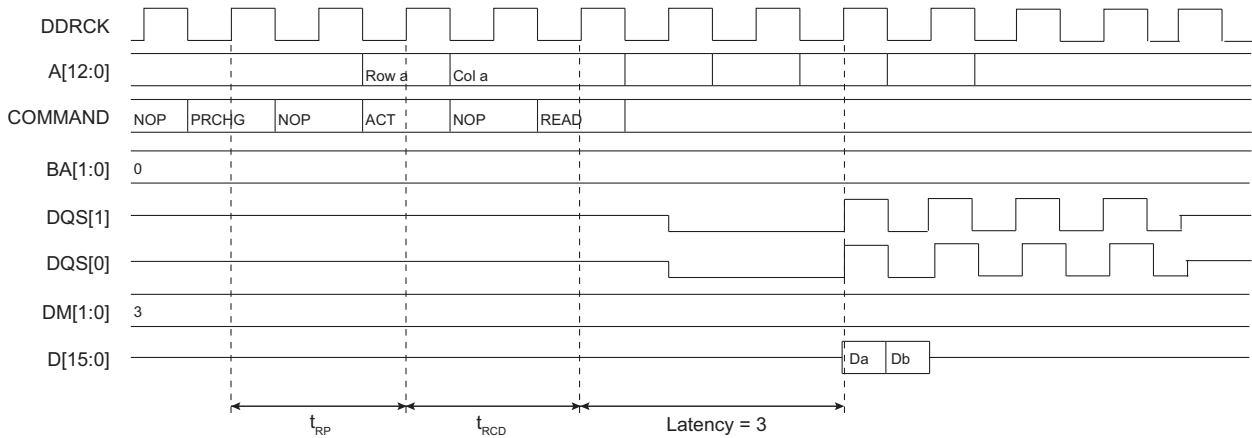 DDRCK
A[12:0] Row a Col a
COMMAND NOP PRCHG NOP ACT NOP READ
BA[1:0] 0
DQS[1]
DQS[0]
DM[1:0] 3
D[15:0] Da Db
tRP tRCD Latency = 3